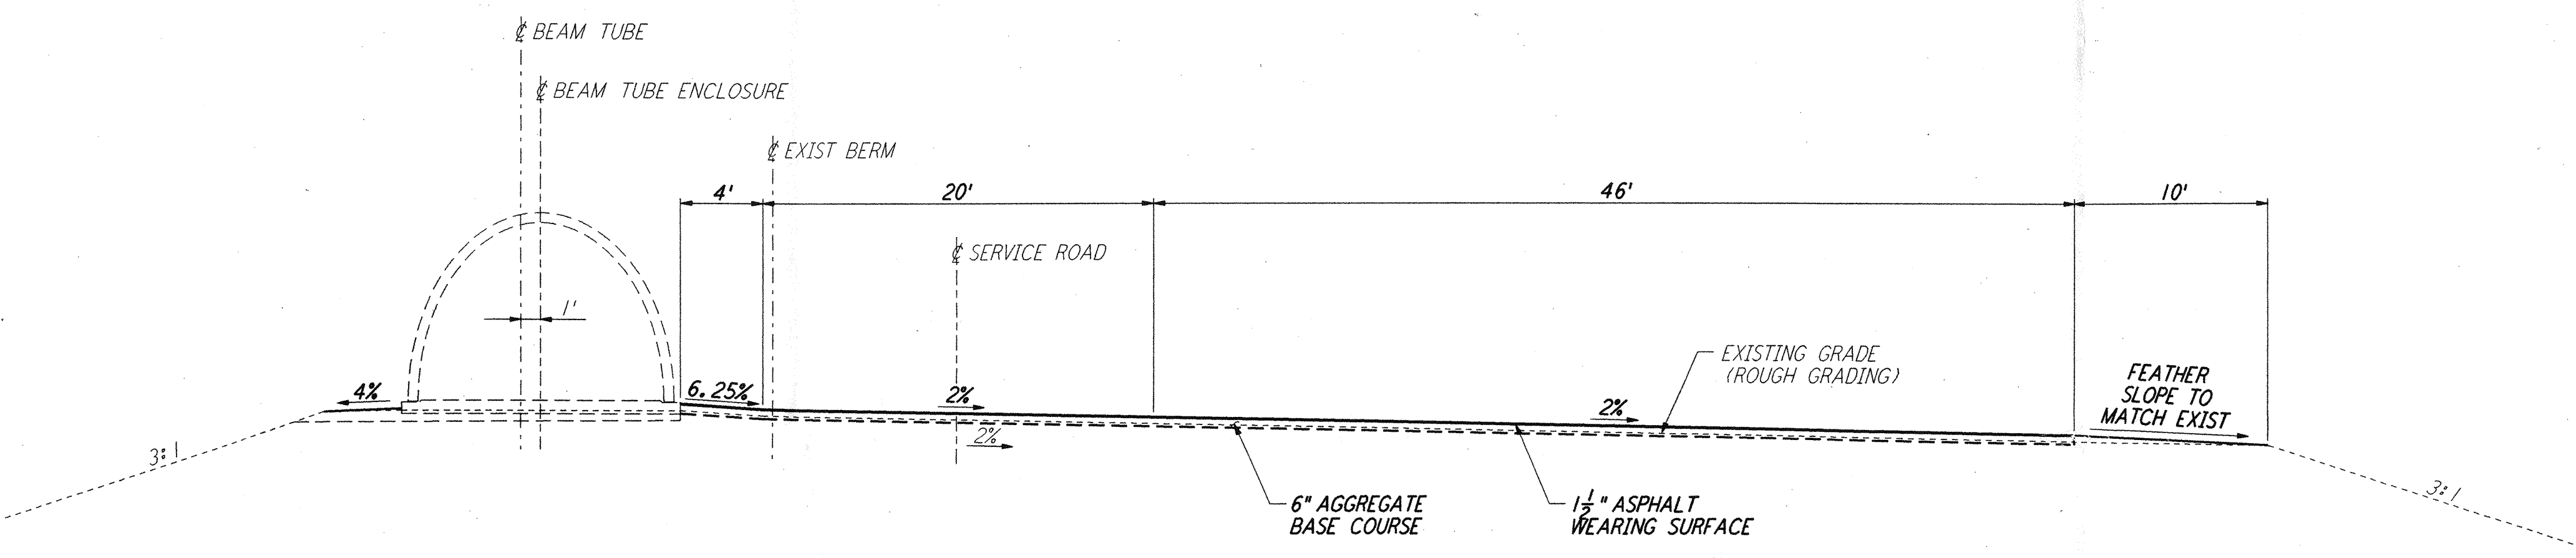 ℄ BEAM TUBE
℄ BEAM TUBE ENCLOSURE
℄ EXIST BERM
4'
20'
46'
10'
℄ SERVICE ROAD
1'
EXISTING GRADE
(ROUGH GRADING)
4%
6.25%
2%
2%
2%
FEATHER
SLOPE TO
MATCH EXIST
3:1
3:1
6" AGGREGATE
BASE COURSE
1 1/2" ASPHALT
WEARING SURFACE